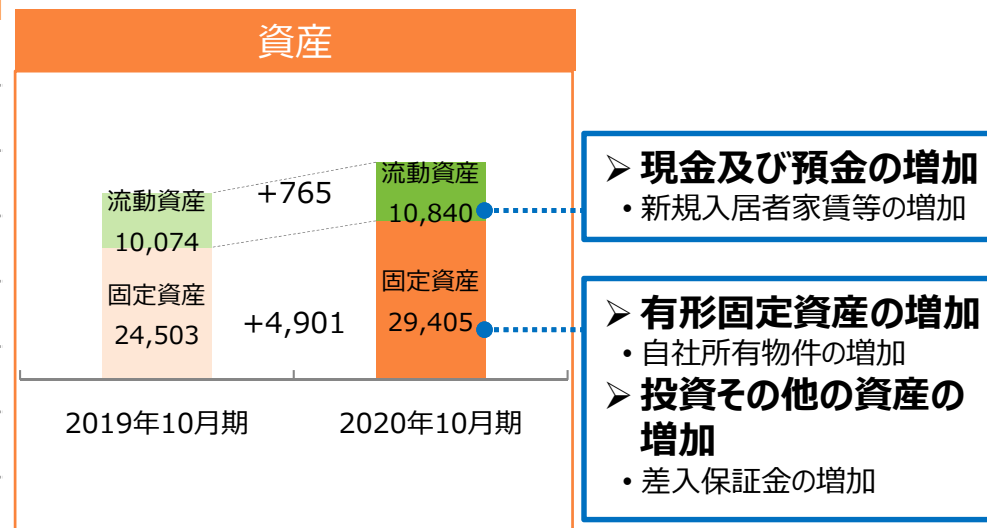 資産
流動資産
10,074
固定資産
24,503
+765
+4,901
流動資産
10,840
固定資産
29,405
2019年10月期
2020年10月期
➢ 現金及び預金の増加
• 新規入居者家賃等の増加
➢ 有形固定資産の増加
• 自社所有物件の増加
➢ 投資その他の資産の
増加
• 差入保証金の増加